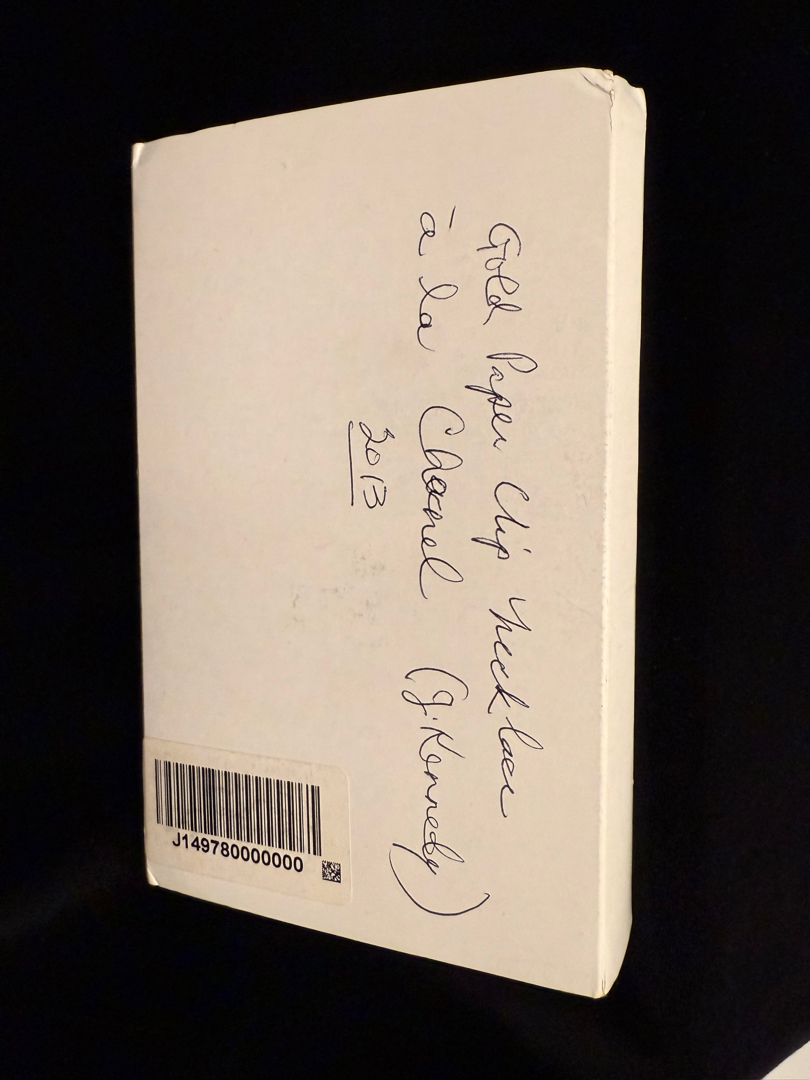 Gold Paper Clip Necklace
à la Chanel (J. Kennedy)
2013
J149780000000